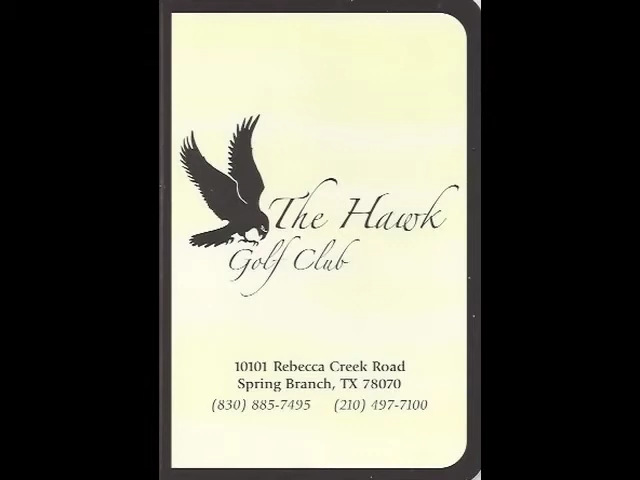 The Hawk
Golf Club
10101 Rebecca Creek Road
Spring Branch, TX 78070
(830) 885-7495 (210) 497-7100